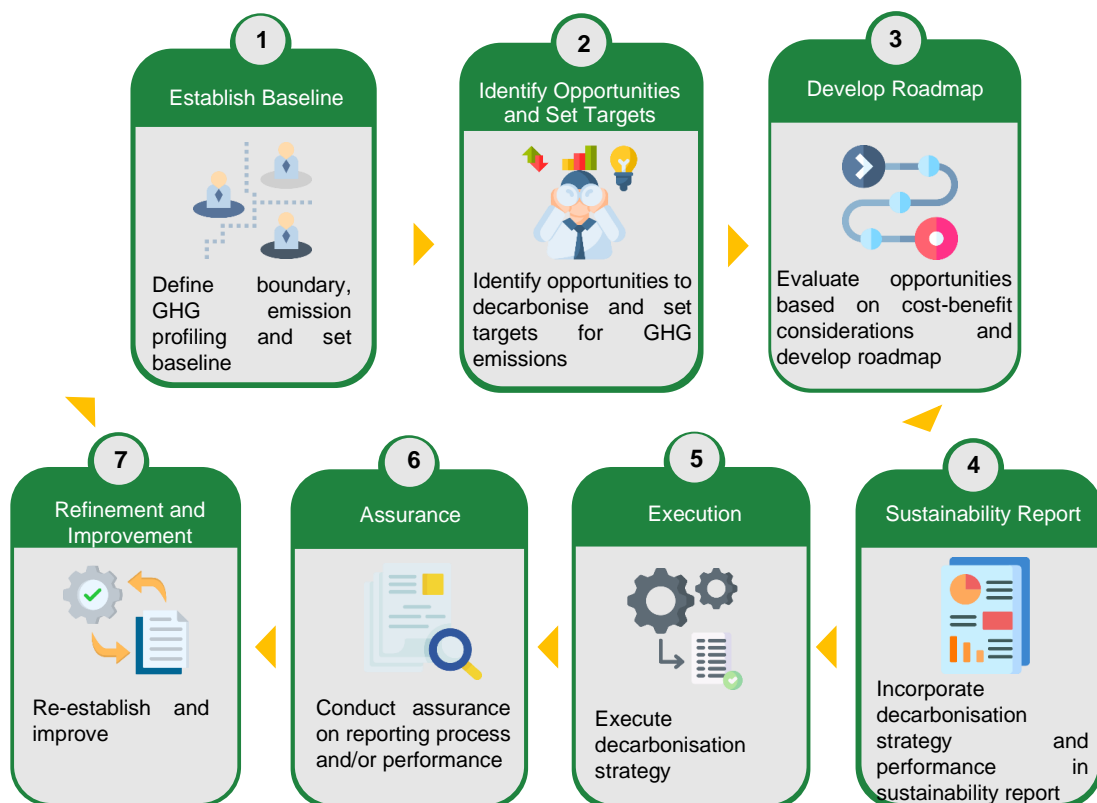 1
Establish Baseline
Define boundary,
GHG emission
profiling and set
baseline
2
Identify Opportunities
and Set Targets
Identify opportunities to
decarbonise and set
targets for GHG
emissions
3
Develop Roadmap
Evaluate opportunities
based on cost-benefit
considerations and
develop roadmap
4
Sustainability Report
Incorporate
decarbonisation
strategy and
performance in
sustainability report
5
Execution
Execute
decarbonisation
strategy
6
Assurance
Conduct assurance
on reporting process
and/or performance
7
Refinement and
Improvement
Re-establish and
improve